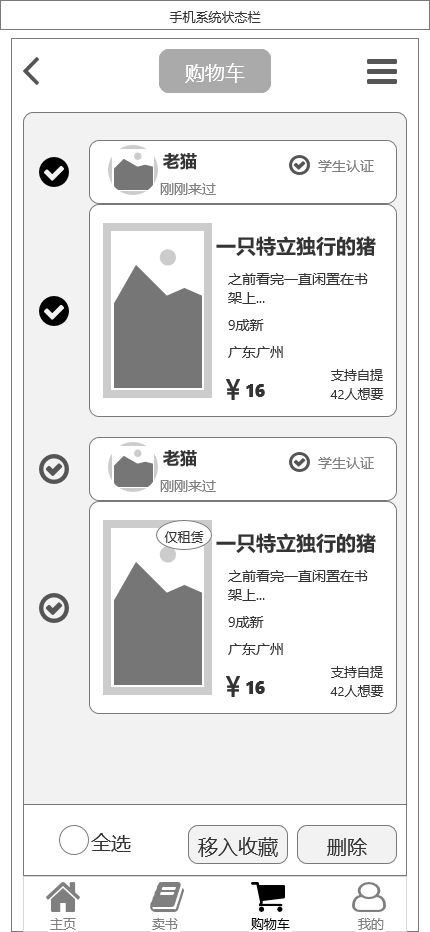 手机系统状态栏
购物车
老猫
学生认证
刚刚来过
一只特立独行的猪
之前看完一直闲置在书
架上...
9成新
广东广州
支持自提
¥ 16
42人想要
老猫
学生认证
刚刚来过
仅租赁
一只特立独行的猪
之前看完一直闲置在书
架上...
9成新
广东广州
支持自提
¥ 16
42人想要
全选
移入收藏
删除
主页
卖书
购物车
我的